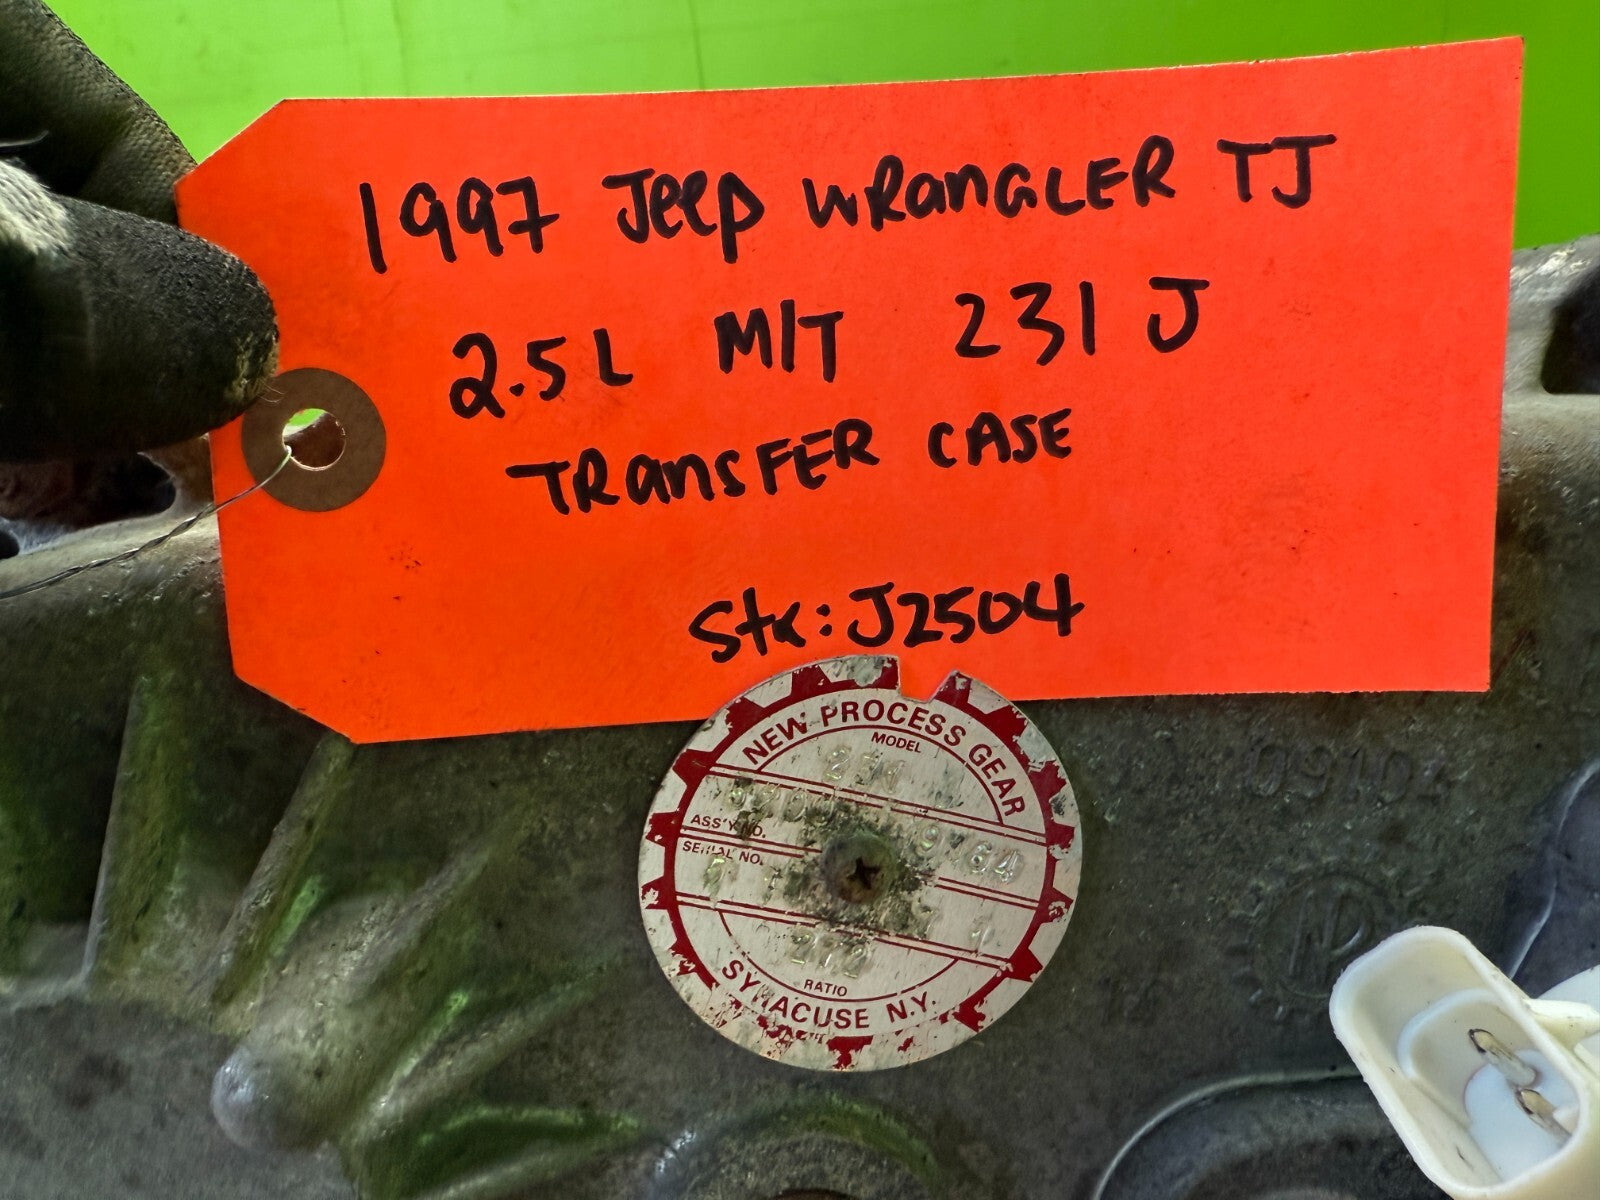 1997 Jeep WRANGLER TJ
2.5L M/T 231 J
TRANSFER CASE
Stk: J2504
NEW PROCESS GEAR
MODEL
ASS'Y NO.
SERIAL NO.
272
RATIO
SYRACUSE N.Y.